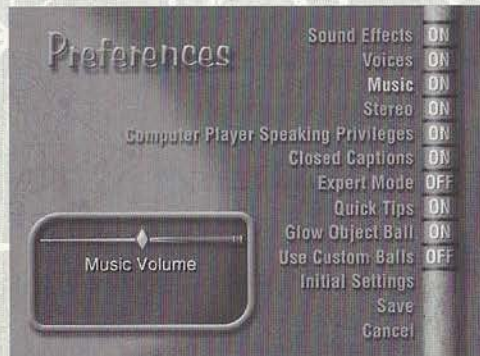 Preferences
Sound Effects ON
Voices ON
Music ON
Stereo ON
Computer Player Speaking Privileges ON
Closed Captions ON
Expert Mode OFF
Quick Tips ON
Glow Object Ball ON
Use Custom Balls OFF
Initial Settings
Save
Cancel
Music Volume